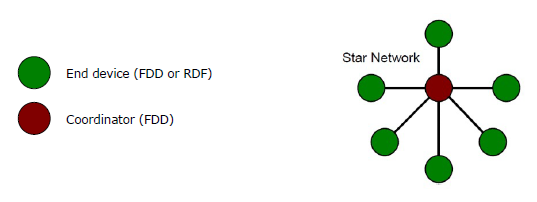 Star Network
End device (FDD or RDF)
Coordinator (FDD)